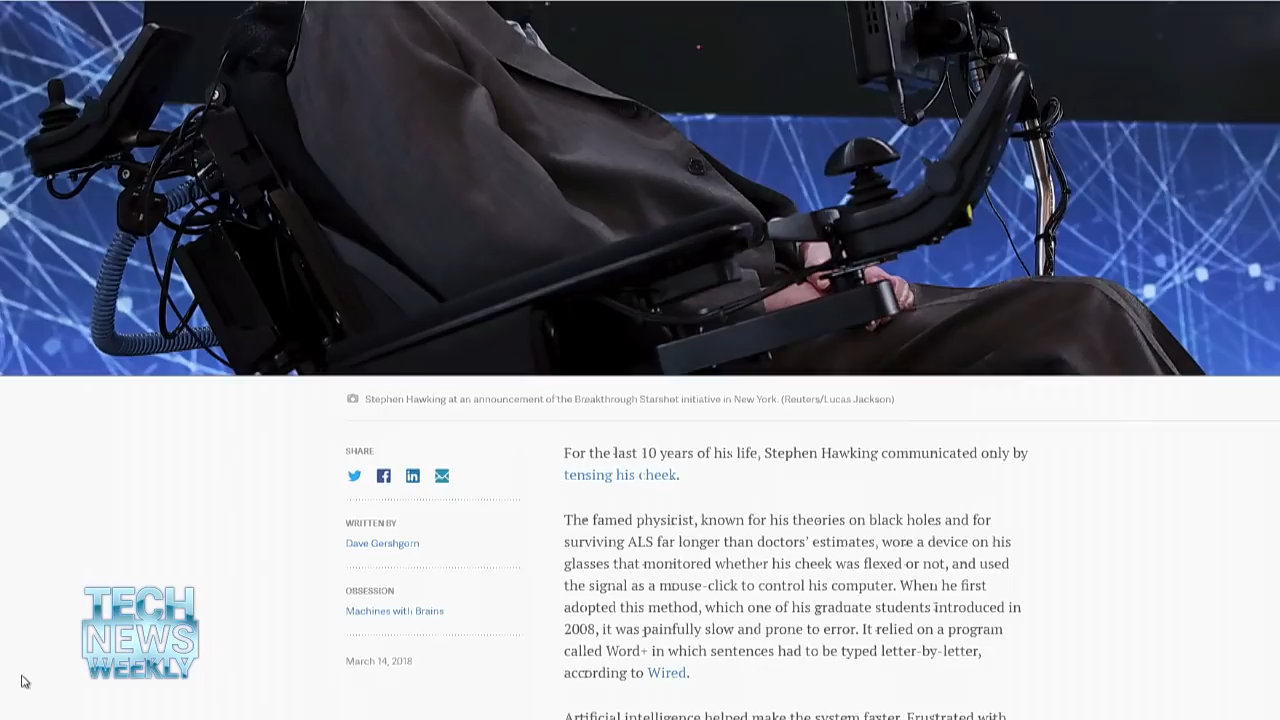 Stephen Hawking at an announcement of the Breakthrough Starshot initiative in New York. (Reuters/Lucas Jackson)
SHARE
WRITTEN BY
Dave Gershgorn
OBSESSION
Machines with Brains
March 14, 2018
For the last 10 years of his life, Stephen Hawking communicated only by
tensing his cheek.
The famed physicist, known for his theories on black holes and for
surviving ALS far longer than doctors’ estimates, wore a device on his
glasses that monitored whether his cheek was flexed or not, and used
the signal as a mouse-click to control his computer. When he first
adopted this method, which one of his graduate students introduced in
2008, it was painfully slow and prone to error. It relied on a program
called Word+ in which sentences had to be typed letter-by-letter,
according to Wired.
Artificial intelligence helped make the system faster. Frustrated with
TECH
NEWS
WEEKLY